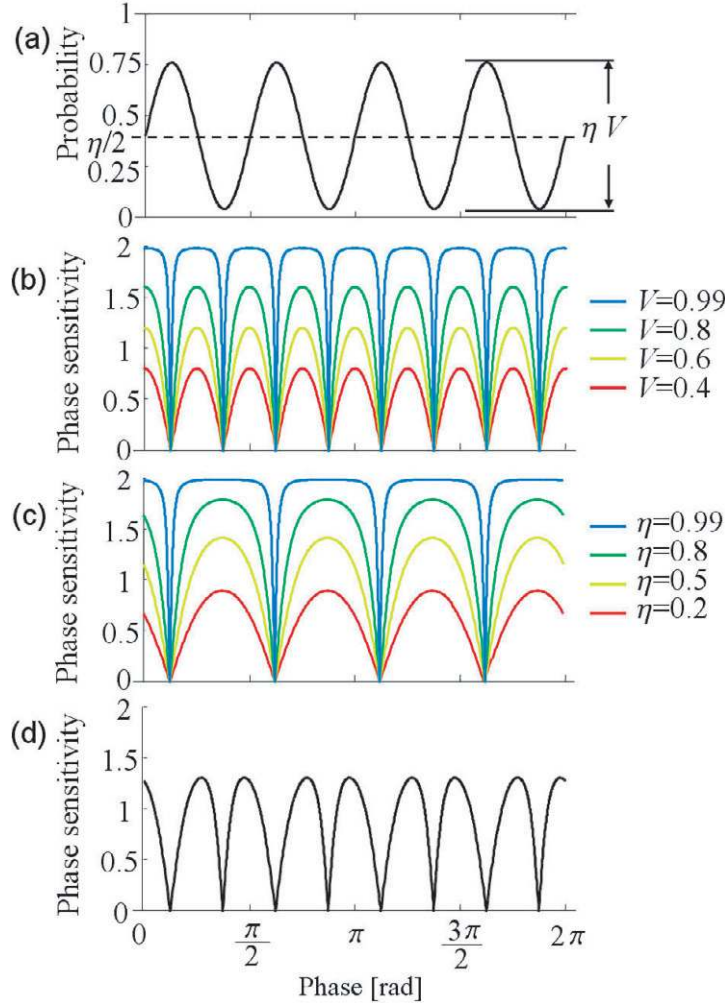 (a)
Probability
1
0.75
0.5
η/2
0.25
0
η V
(b)
Phase sensitivity
2
1.5
1
0.5
0
V=0.99
V=0.8
V=0.6
V=0.4
(c)
Phase sensitivity
2
1.5
1
0.5
0
η=0.99
η=0.8
η=0.5
η=0.2
(d)
Phase sensitivity
2
1.5
1
0.5
0
0 π/2 π 3π/2 2π
Phase [rad]